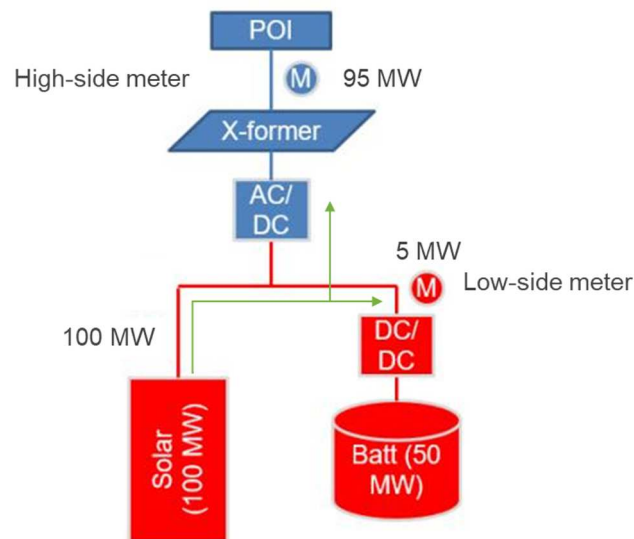 POI
High-side meter
M
95 MW
X-former
AC/
DC
5 MW
M
Low-side meter
100 MW
DC/
DC
Solar
(100 MW)
Batt (50
MW)